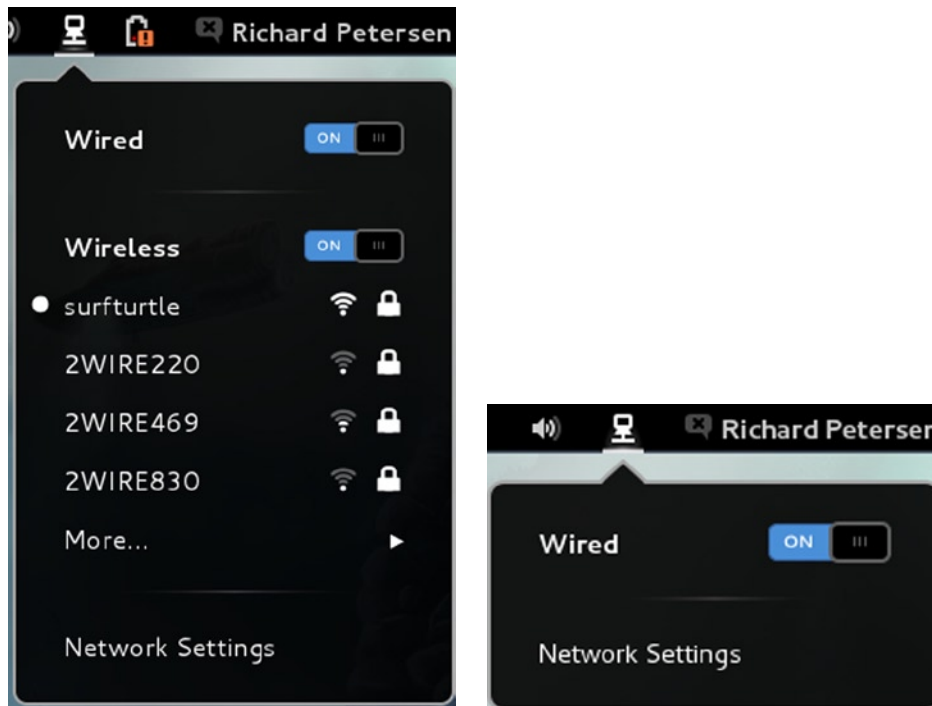 Richard Petersen
Wired ON
Wireless ON
surfturtle
2WIRE220
2WIRE469
2WIRE830
More...
Network Settings
Richard Petersen
Wired ON
Network Settings